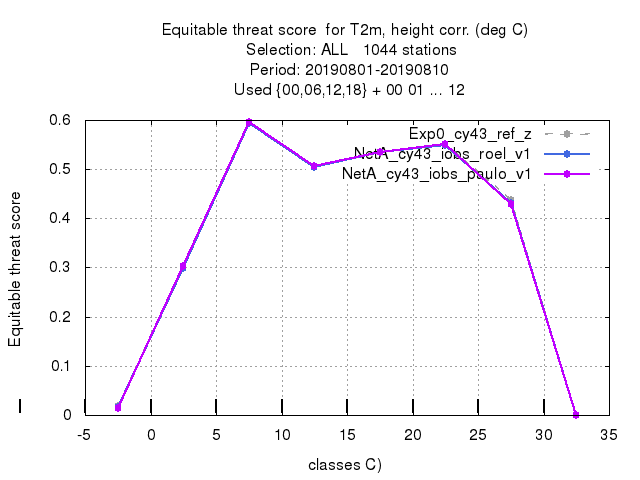 Equitable threat score  for T2m, height corr. (deg C)
Selection: ALL   1044 stations
Period: 20190801-20190810
Used {00,06,12,18} + 00 01 ... 12
Exp0_cy43_ref_z
NetA_cy43_iobs_roel_v1
NetA_cy43_iobs_paulo_v1
Equitable threat score
0.6
0.5
0.4
0.3
0.2
0.1
0
-5
0
5
10
15
20
25
30
35
classes C)